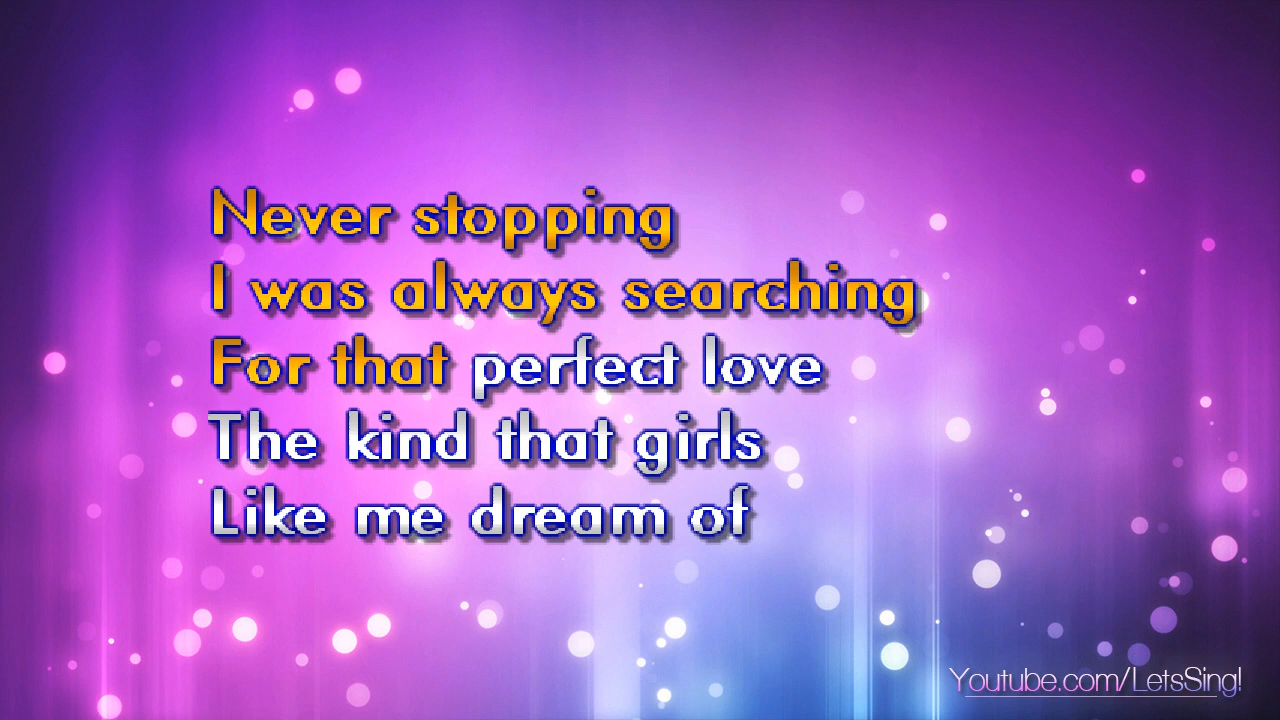 Never stopping
I was always searching
For that perfect love
The kind that girls
Like me dream of
Youtube.com/LetsSing!